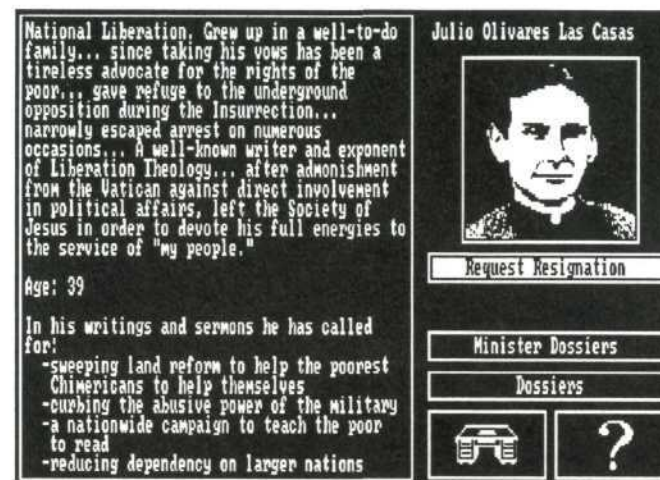 National Liberation. Grew up in a well-to-do
family... since taking his vows has been a
tireless advocate for the rights of the
poor... gave refuge to the underground
opposition during the Insurrection...
narrowly escaped arrest on numerous
occasions... A well-known writer and exponent
of Liberation Theology... after admonishment
from the Vatican against direct involvement
in political affairs, left the Society of
Jesus in order to devote his full energies to
the service of "my people."
Age: 39
In his writings and sermons he has called
for:
-sweeping land reform to help the poorest
Chimericans to help themselves
-curbing the abusive power of the military
-a nationwide campaign to teach the poor
to read
-reducing dependency on larger nations
Julio Olivares Las Casas
Request Resignation
Minister Dossiers
Dossiers
?